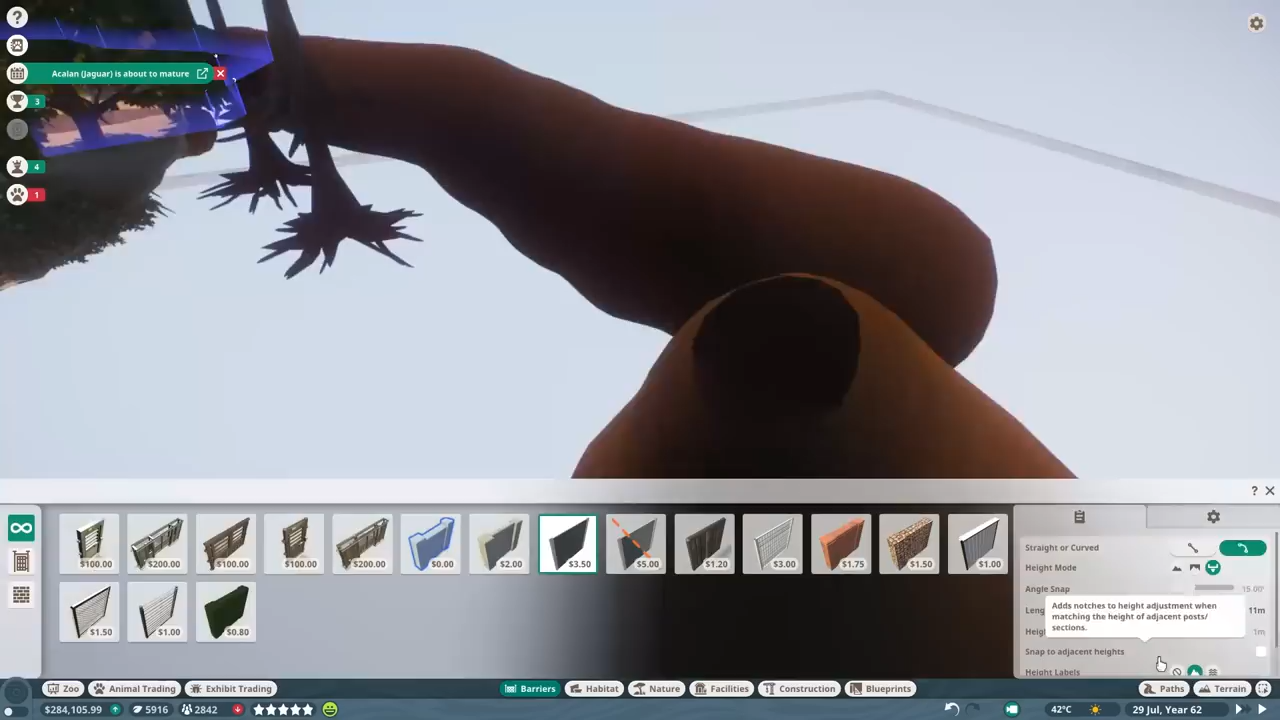 ?
Acalan (Jaguar) is about to mature
3
4
1
?
$100.00
$200.00
$100.00
$100.00
$200.00
$0.00
$2.00
$3.50
$5.00
$1.20
$3.00
$1.75
$1.50
$1.00
$1.50
$1.00
$0.80
Straight or Curved
Height Mode
Angle Snap
15.00°
Adds notches to height adjustment when
matching the height of adjacent posts/
sections.
11m
1m
Snap to adjacent heights
Height Labels
Zoo
Animal Trading
Exhibit Trading
Barriers
Habitat
Nature
Facilities
Construction
Blueprints
Paths
Terrain
$284,105.99
5916
2842
42°C
29 Jul, Year 62